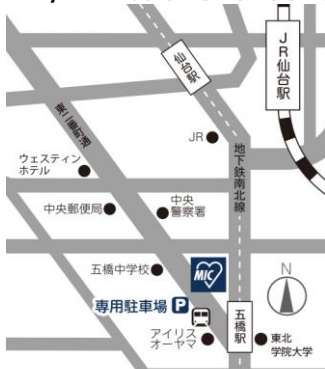 仙台駅
JR仙台駅
東二番町通
JR
地下鉄南北線
ウェスティン
ホテル
中央郵便局
中央
警察署
五橋中学校
MIC
N
専用駐車場 P
五橋駅
アイリス
オーヤマ
東北
学院大学